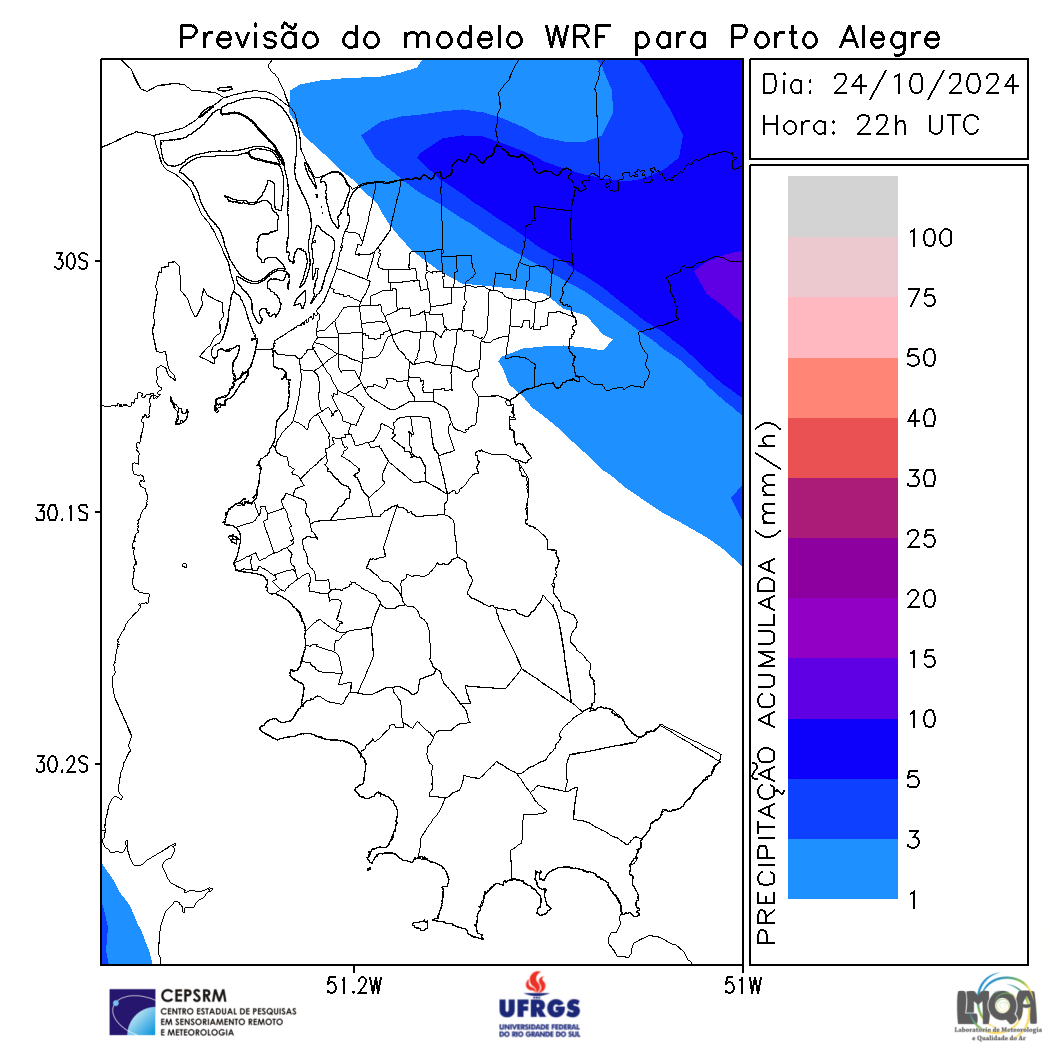 Previsão do modelo WRF para Porto Alegre
Dia: 24/10/2024
Hora: 22h UTC
30S
30.1S
30.2S
51.2W
51W
PRECIPITAÇÃO ACUMULADA (mm/h)
100
75
50
40
30
25
20
15
10
5
3
1
CEPSRM
CENTRO ESTADUAL DE PESQUISAS
EM SENSORIAMENTO REMOTO
E METEOROLOGIA
UFRGS
UNIVERSIDADE FEDERAL
DO RIO GRANDE DO SUL
LMQA
Laboratório de Meteorologia
e Qualidade do Ar